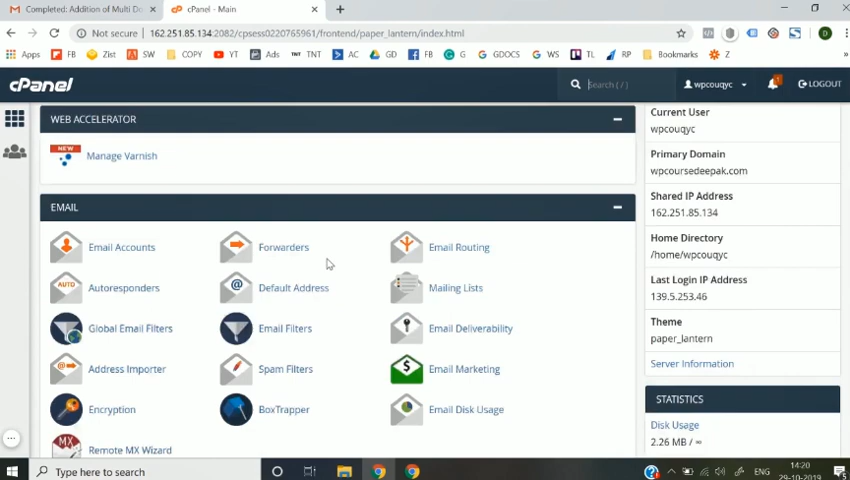 Completed: Addition of Multi Do
cPanel - Main
Not secure
162.251.85.134:2082/cpsess0220765961/frontend/paper_lantern/index.html
Apps
FB
Zist
SW
COPY
YT
Ads
TNT
AC
GD
FB
G
GDOCS
WS
TL
RP
Bookmarks
Z
cPanel
Search ( / )
wpcouqyc
LOGOUT
WEB ACCELERATOR
NEW
Manage Varnish
EMAIL
Email Accounts
Forwarders
Email Routing
AUTO
Autoresponders
Default Address
Mailing Lists
Global Email Filters
Email Filters
Email Deliverability
Address Importer
Spam Filters
Email Marketing
Encryption
BoxTrapper
Email Disk Usage
MX
Remote MX Wizard
Current User
wpcouqyc
Primary Domain
wpcoursedeepak.com
Shared IP Address
162.251.85.134
Home Directory
/home/wpcouqyc
Last Login IP Address
139.5.253.46
Theme
paper_lantern
Server Information
STATISTICS
Disk Usage
2.26 MB / ∞
Type here to search
ENG
14:20
29-10-2019